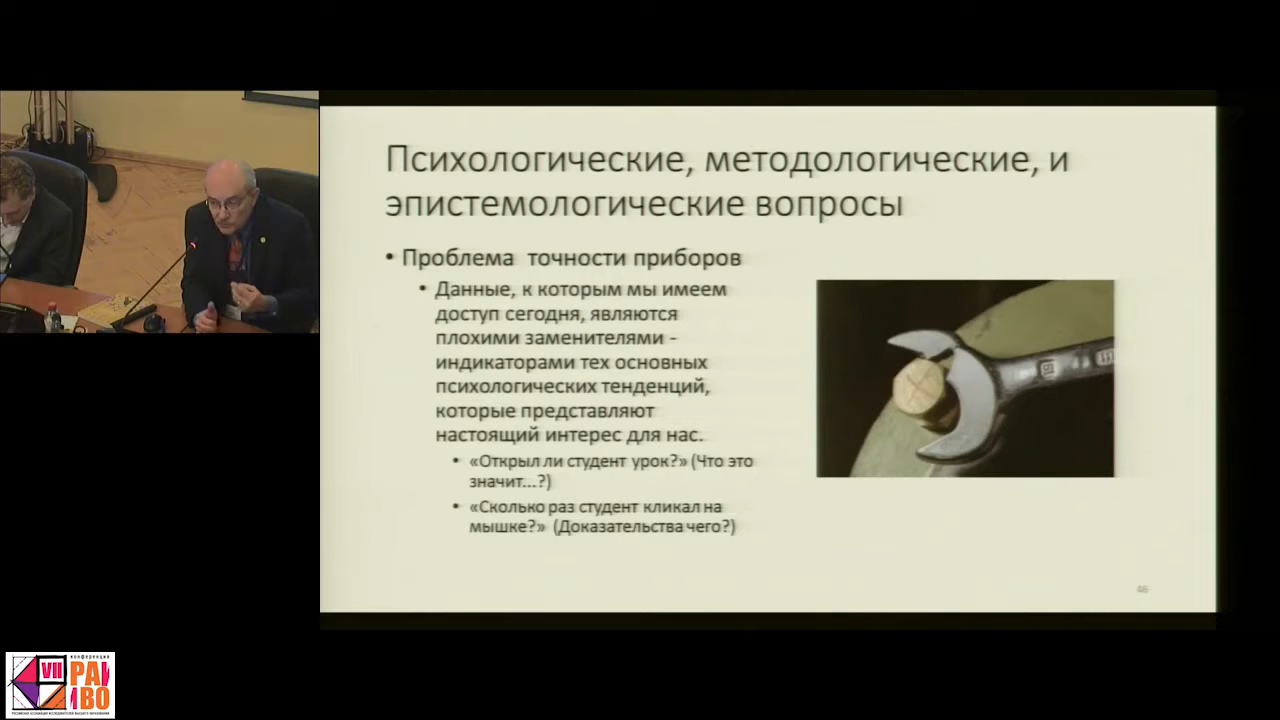 Психологические, методологические, и
эпистемологические вопросы
• Проблема точности приборов
• Данные, к которым мы имеем
доступ сегодня, являются
плохими заменителями -
индикаторами тех основных
психологических тенденций,
которые представляют
настоящий интерес для нас.
• «Открыл ли студент урок?» (Что это
значит...?)
• «Сколько раз студент кликал на
мышке?» (Доказательства чего?)
46
конференция
VII
РАИ
ВО